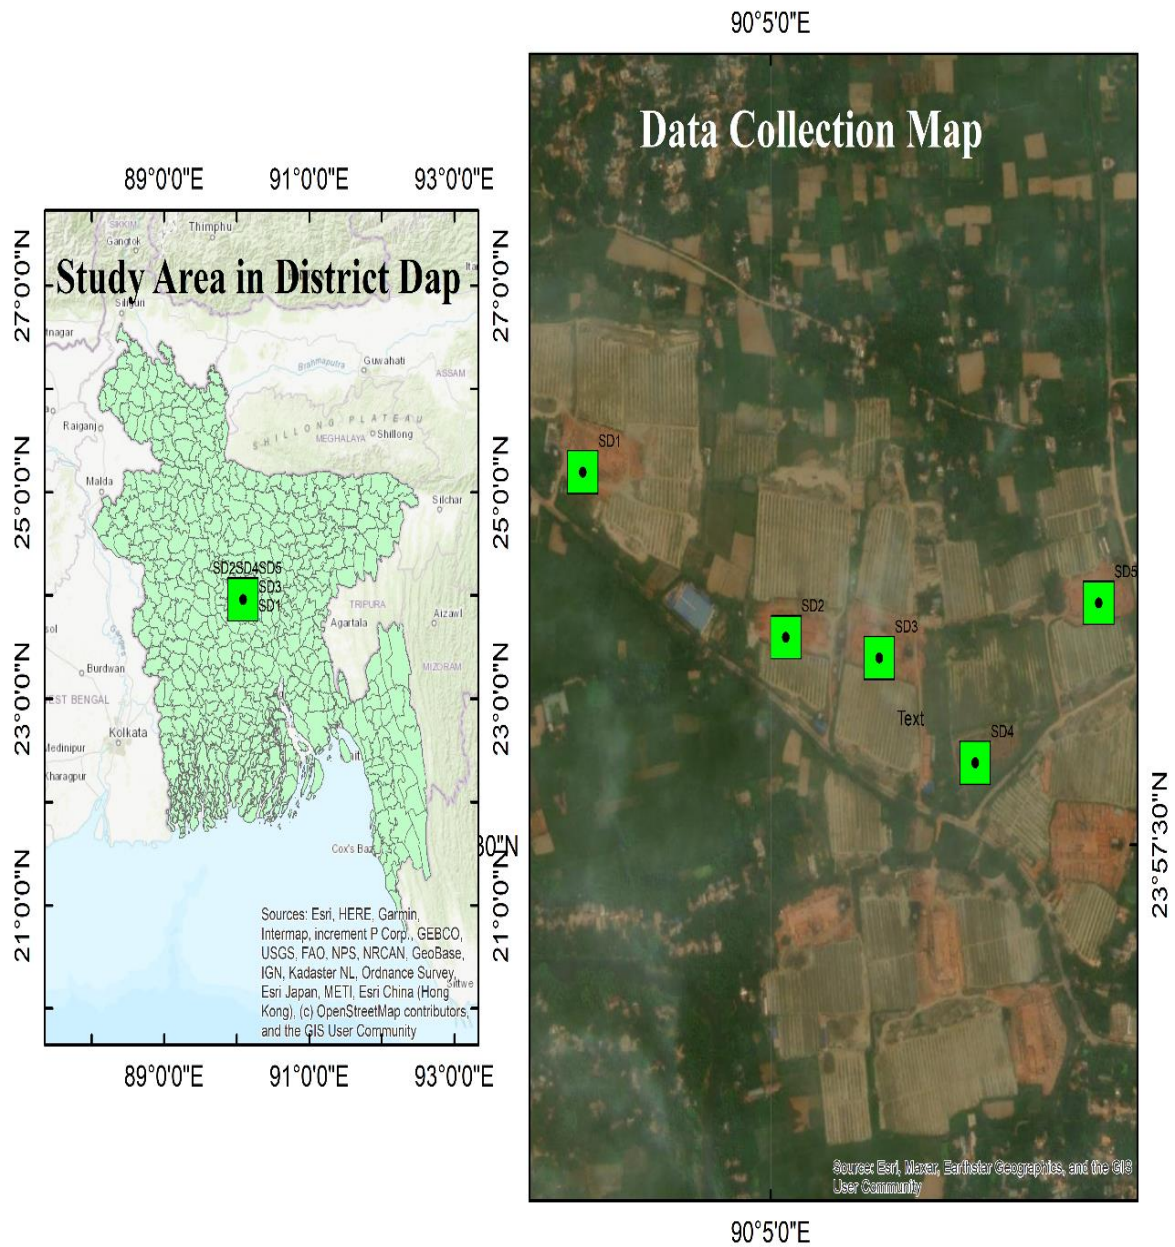 90°5'0"E
Data Collection Map
89°0'0"E 91°0'0"E 93°0'0"E
Study Area in District Dap
SIKKIM
Thimphu
Gangtok
Siliguri
Brahmaputra
Guwahati
ASSAM
SHILLONG PLATEAU
MEGHALAYA
Shillong
Raiganj
Malda
Silchar
SD2SD4SD5
SD3
SD1
TRIPURA
Agartala
Aizawl
MIZORAM
Ganges
Burdwan
Kolkata
Medinipur
Kharagpur
Sittwe
27°0'0"N
25°0'0"N
23°0'0"N
21°0'0"N
27°0'0"N
25°0'0"N
23°0'0"N
21°0'0"N
Sources: Esri, HERE, Garmin,
Intermap, increment P Corp., GEBCO,
USGS, FAO, NPS, NRCAN, GeoBase,
IGN, Kadaster NL, Ordnance Survey,
Esri Japan, METI, Esri China (Hong
Kong), (c) OpenStreetMap contributors,
and the GIS User Community
89°0'0"E 91°0'0"E 93°0'0"E
SD1
SD2
SD3
SD4
SD5
Text
23°57'30"N
Source: Esri, Maxar, Earthstar Geographics, and the GIS
User Community
90°5'0"E